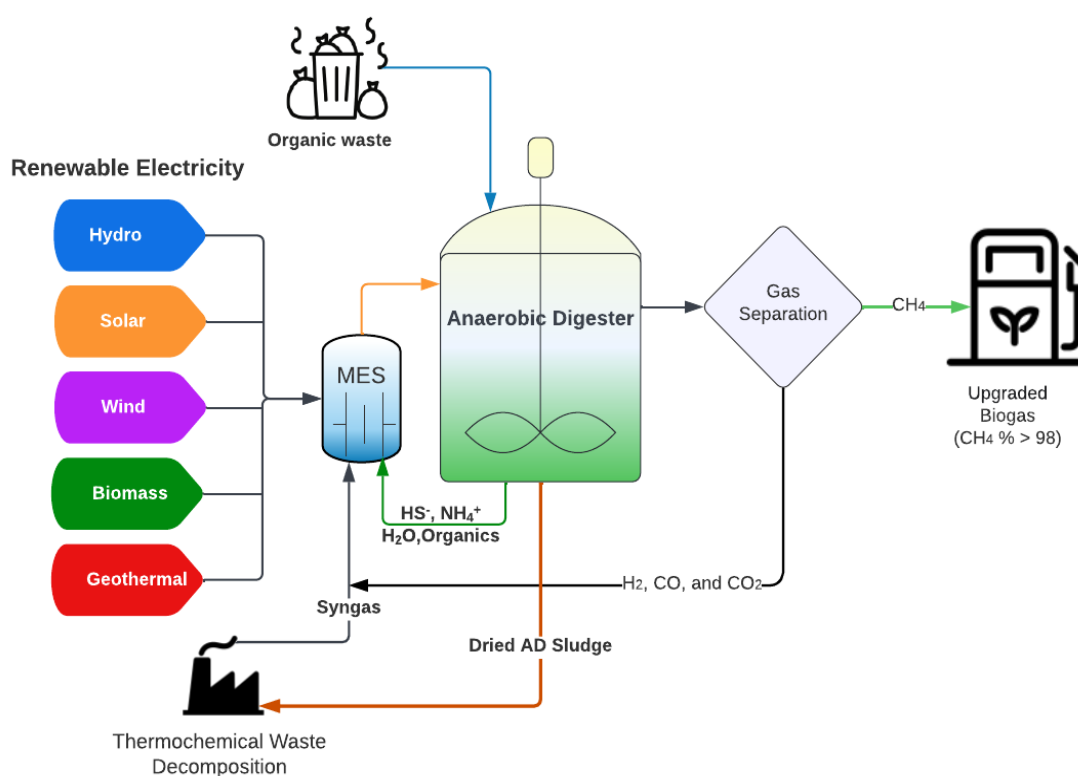 Organic waste
Renewable Electricity
Hydro
Solar
Wind
Biomass
Geothermal
MES
Anaerobic Digester
Gas
Separation
CH₄
Upgraded
Biogas
(CH₄ % > 98)
HS⁻, NH₄⁺
H₂O,Organics
H₂, CO, and CO₂
Syngas
Dried AD Sludge
Thermochemical Waste
Decomposition